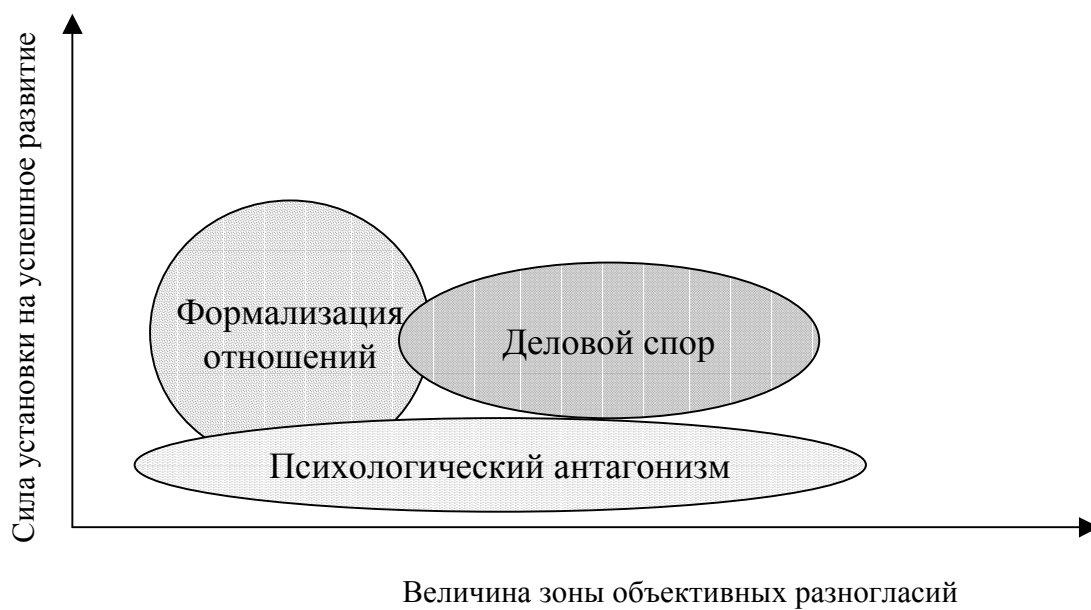 Сила установки на успешное развитие
Формализация
отношений
Деловой спор
Психологический антагонизм
Величина зоны объективных разногласий